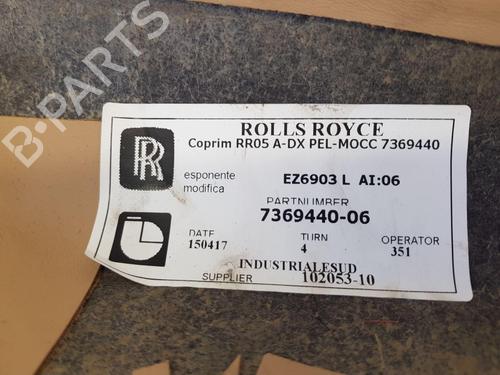 B-PARTS
ROLLS ROYCE
Coprim RR05 A-DX PEL-MOCC 7369440
RR
esponente
modifica
EZ6903 L AI:06
PARTNUMBER
7369440-06
DATE
150417
TURN
4
OPERATOR
351
INDUSTRIALESUD
SUPPLIER
102053-10